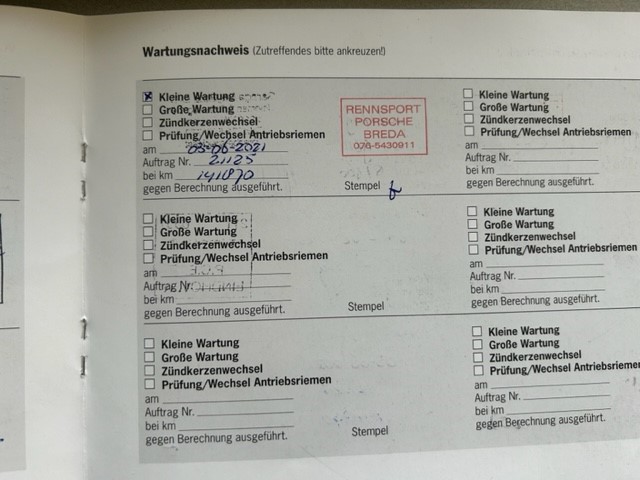 Wartungsnachweis (Zutreffendes bitte ankreuzen!)
Kleine Wartung
Große Wartung
Zündkerzenwechsel
Prüfung/Wechsel Antriebsriemen
am 03-06-2021
Auftrag Nr. 21125
bei km 141870
gegen Berechnung ausgeführt.
RENNSPORT
PORSCHE
BREDA
076-5430911
Stempel
Kleine Wartung
Große Wartung
Zündkerzenwechsel
Prüfung/Wechsel Antriebsriemen
am
Auftrag Nr.
bei km
gegen Berechnung ausgeführt.
Kleine Wartung
Große Wartung
Zündkerzenwechsel
Prüfung/Wechsel Antriebsriemen
am
Auftrag Nr.
bei km
gegen Berechnung ausgeführt.
Stempel
Kleine Wartung
Große Wartung
Zündkerzenwechsel
Prüfung/Wechsel Antriebsriemen
am
Auftrag Nr.
bei km
gegen Berechnung ausgeführt.
Kleine Wartung
Große Wartung
Zündkerzenwechsel
Prüfung/Wechsel Antriebsriemen
am
Auftrag Nr.
bei km
gegen Berechnung ausgeführt.
Stempel
Kleine Wartung
Große Wartung
Zündkerzenwechsel
Prüfung/Wechsel Antriebsriemen
am
Auftrag Nr.
bei km
gegen Berechnung ausgeführt.